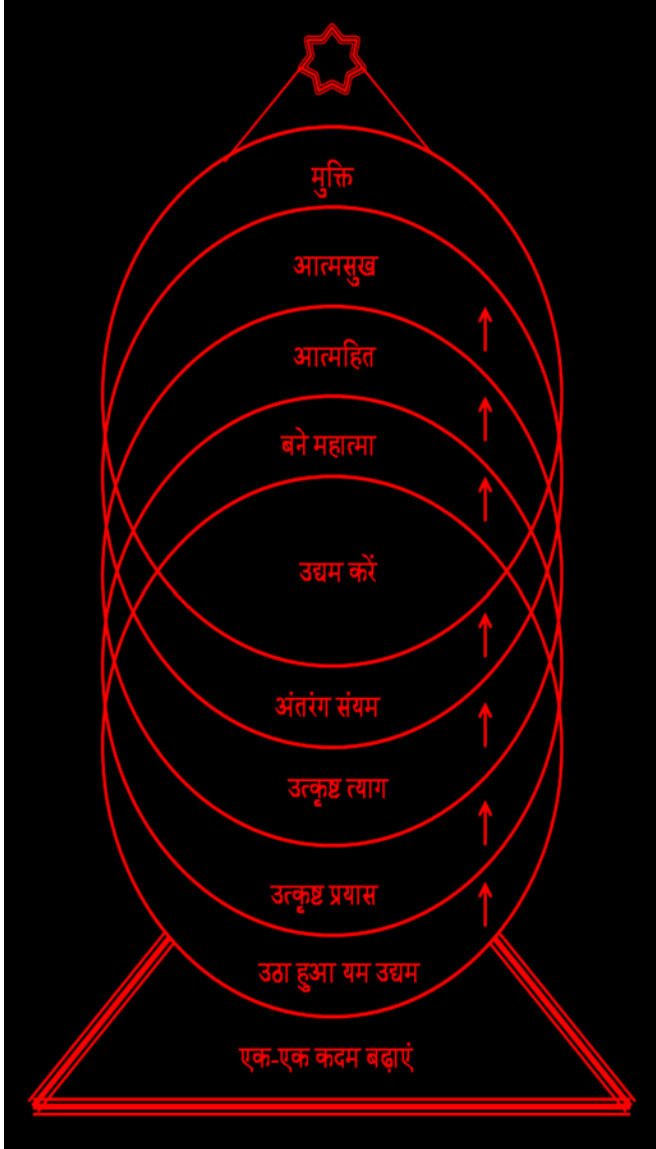 मुक्ति
आत्मसुख
आत्महित
बने महात्मा
उद्यम करें
अंतरंग संयम
उत्कृष्ट त्याग
उत्कृष्ट प्रयास
उठा हुआ यम उद्यम
एक-एक कदम बढ़ाएं